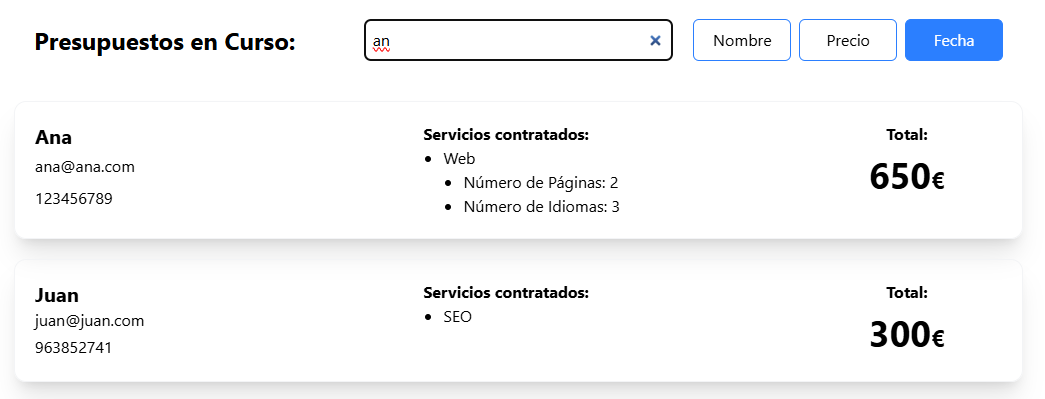 Presupuestos en Curso:
an
Nombre
Precio
Fecha
Ana
ana@ana.com
123456789
Servicios contratados:
Web
Número de Páginas: 2
Número de Idiomas: 3
Total:
650€
Juan
juan@juan.com
963852741
Servicios contratados:
SEO
Total:
300€